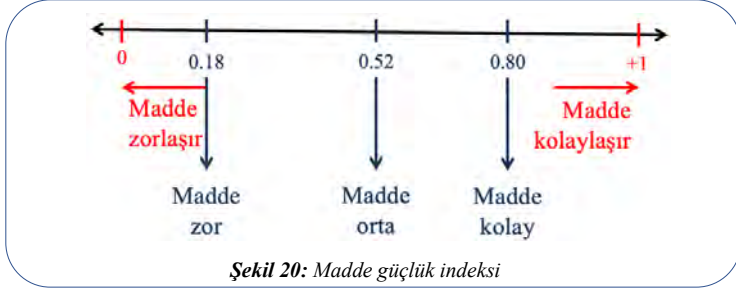 0 0.18 0.52 0.80 +1
Madde Madde
zorlaşır kolaylaşır
Madde Madde Madde
zor orta kolay
Şekil 20: Madde güçlük indeksi